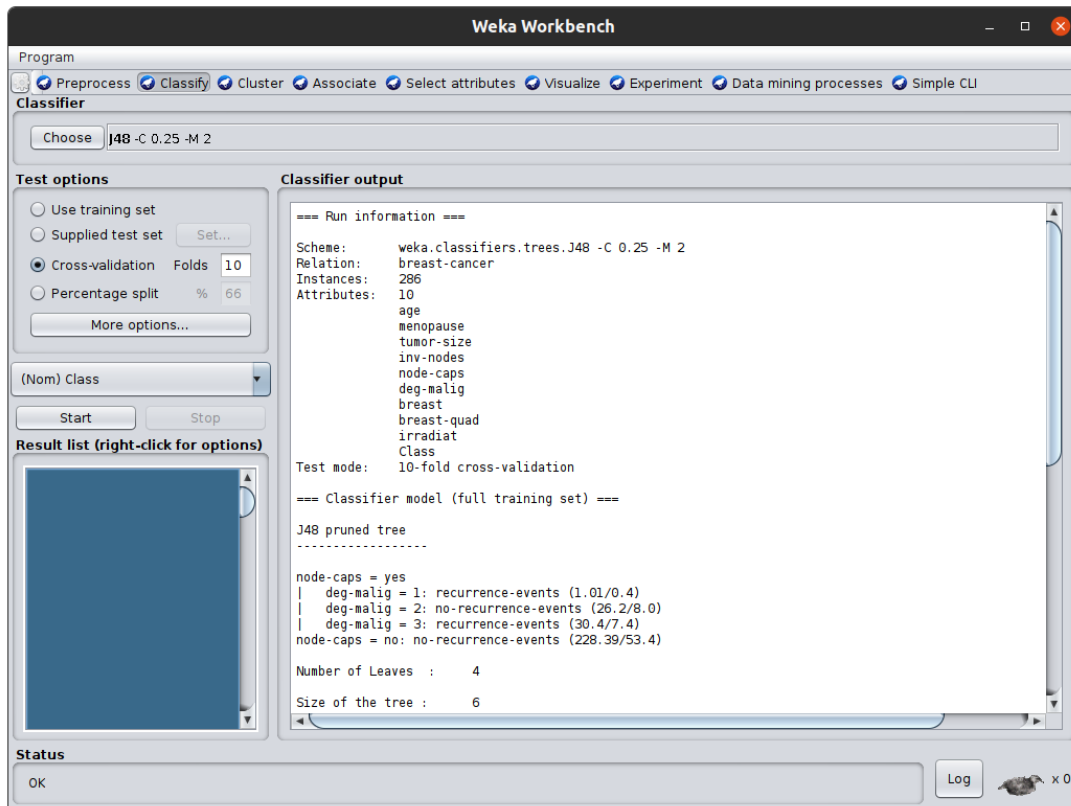 Weka Workbench
Program
Preprocess Classify Cluster Associate Select attributes Visualize Experiment Data mining processes Simple CLI
Classifier
Choose J48 -C 0.25 -M 2
Test options
Use training set
Supplied test set Set...
Cross-validation Folds 10
Percentage split % 66
More options...
(Nom) Class
Start Stop
Result list (right-click for options)
Classifier output
=== Run information ===
Scheme: weka.classifiers.trees.J48 -C 0.25 -M 2
Relation: breast-cancer
Instances: 286
Attributes: 10
age
menopause
tumor-size
inv-nodes
node-caps
deg-malig
breast
breast-quad
irradiat
Class
Test mode: 10-fold cross-validation
=== Classifier model (full training set) ===
J48 pruned tree
------------------
node-caps = yes
| deg-malig = 1: recurrence-events (1.01/0.4)
| deg-malig = 2: no-recurrence-events (26.2/8.0)
| deg-malig = 3: recurrence-events (30.4/7.4)
node-caps = no: no-recurrence-events (228.39/53.4)
Number of Leaves : 4
Size of the tree : 6
Status
OK
Log x 0